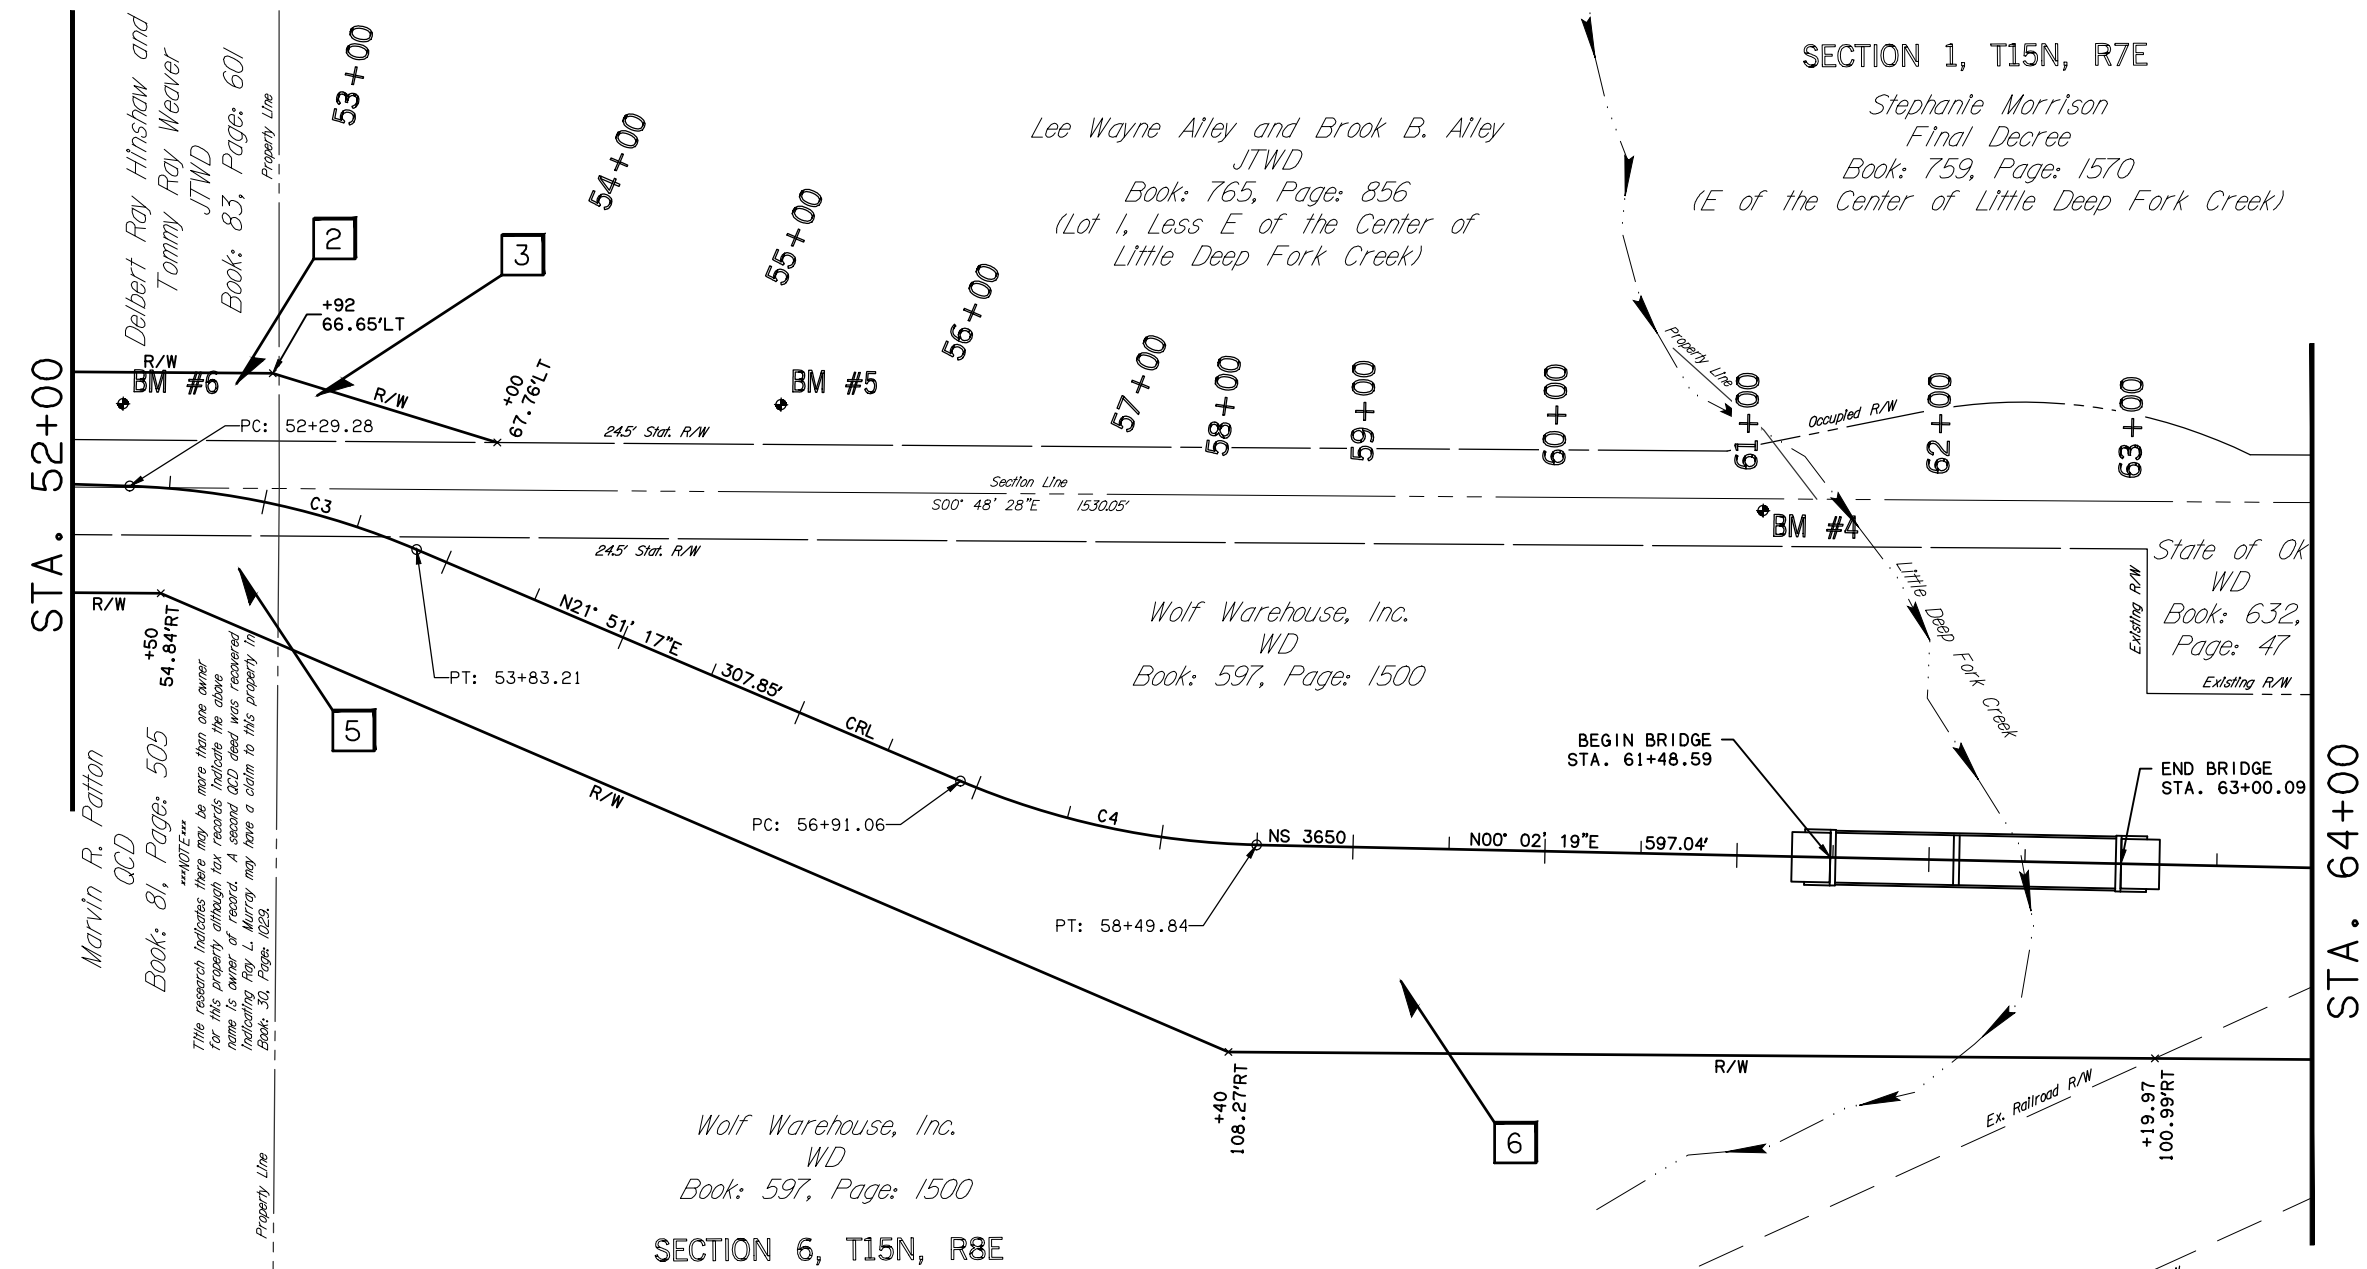 SECTION 1, T15N, R7E
Stephanie Morrison
Final Decree
Book: 759, Page: 1570
(E of the Center of Little Deep Fork Creek)
Lee Wayne Ailey and Brook B. Ailey
JTWD
Book: 765, Page: 856
(Lot 1, Less E of the Center of
Little Deep Fork Creek)
Delbert Ray Hinshaw and
Tommy Ray Weaver
JTWD
Book: 83, Page: 601
Property Line
53+00
54+00
55+00
56+00
57+00
58+00
59+00
60+00
61+00
62+00
63+00
2
3
+92
66.65'LT
R/W
BM #6
R/W
+00
67.76'LT
BM #5
Property Line
Occupied R/W
STA. 52+00
PC: 52+29.28
24.5' Stat. R/W
Section Line
S00° 48' 28"E 1530.05'
C3
BM #4
24.5' Stat. R/W
State of Ok
WD
Book: 632,
Page: 47
Existing R/W
Existing R/W
Little Deep Fork Creek
R/W
+50
54.84'RT
N21° 51' 17"E
307.85'
CRL
Wolf Warehouse, Inc.
WD
Book: 597, Page: 1500
PT: 53+83.21
5
Marvin R. Patton
QCD
Book: 81, Page: 505
***NOTE***
Title research indicates there may be more than one owner
for this property although tax records indicate the above
name is owner of record. A second QCD deed was recovered
indicating Ray L. Murray may have a claim to this property in
Book: 30, Page: 1029.
R/W
PC: 56+91.06
C4
NS 3650
N00° 02' 19"E
597.04'
BEGIN BRIDGE
STA. 61+48.59
END BRIDGE
STA. 63+00.09
STA. 64+00
PT: 58+49.84
R/W
+40
108.27'RT
6
Ex. Railroad R/W
+19.97
100.99'RT
Property Line
Wolf Warehouse, Inc.
WD
Book: 597, Page: 1500
SECTION 6, T15N, R8E